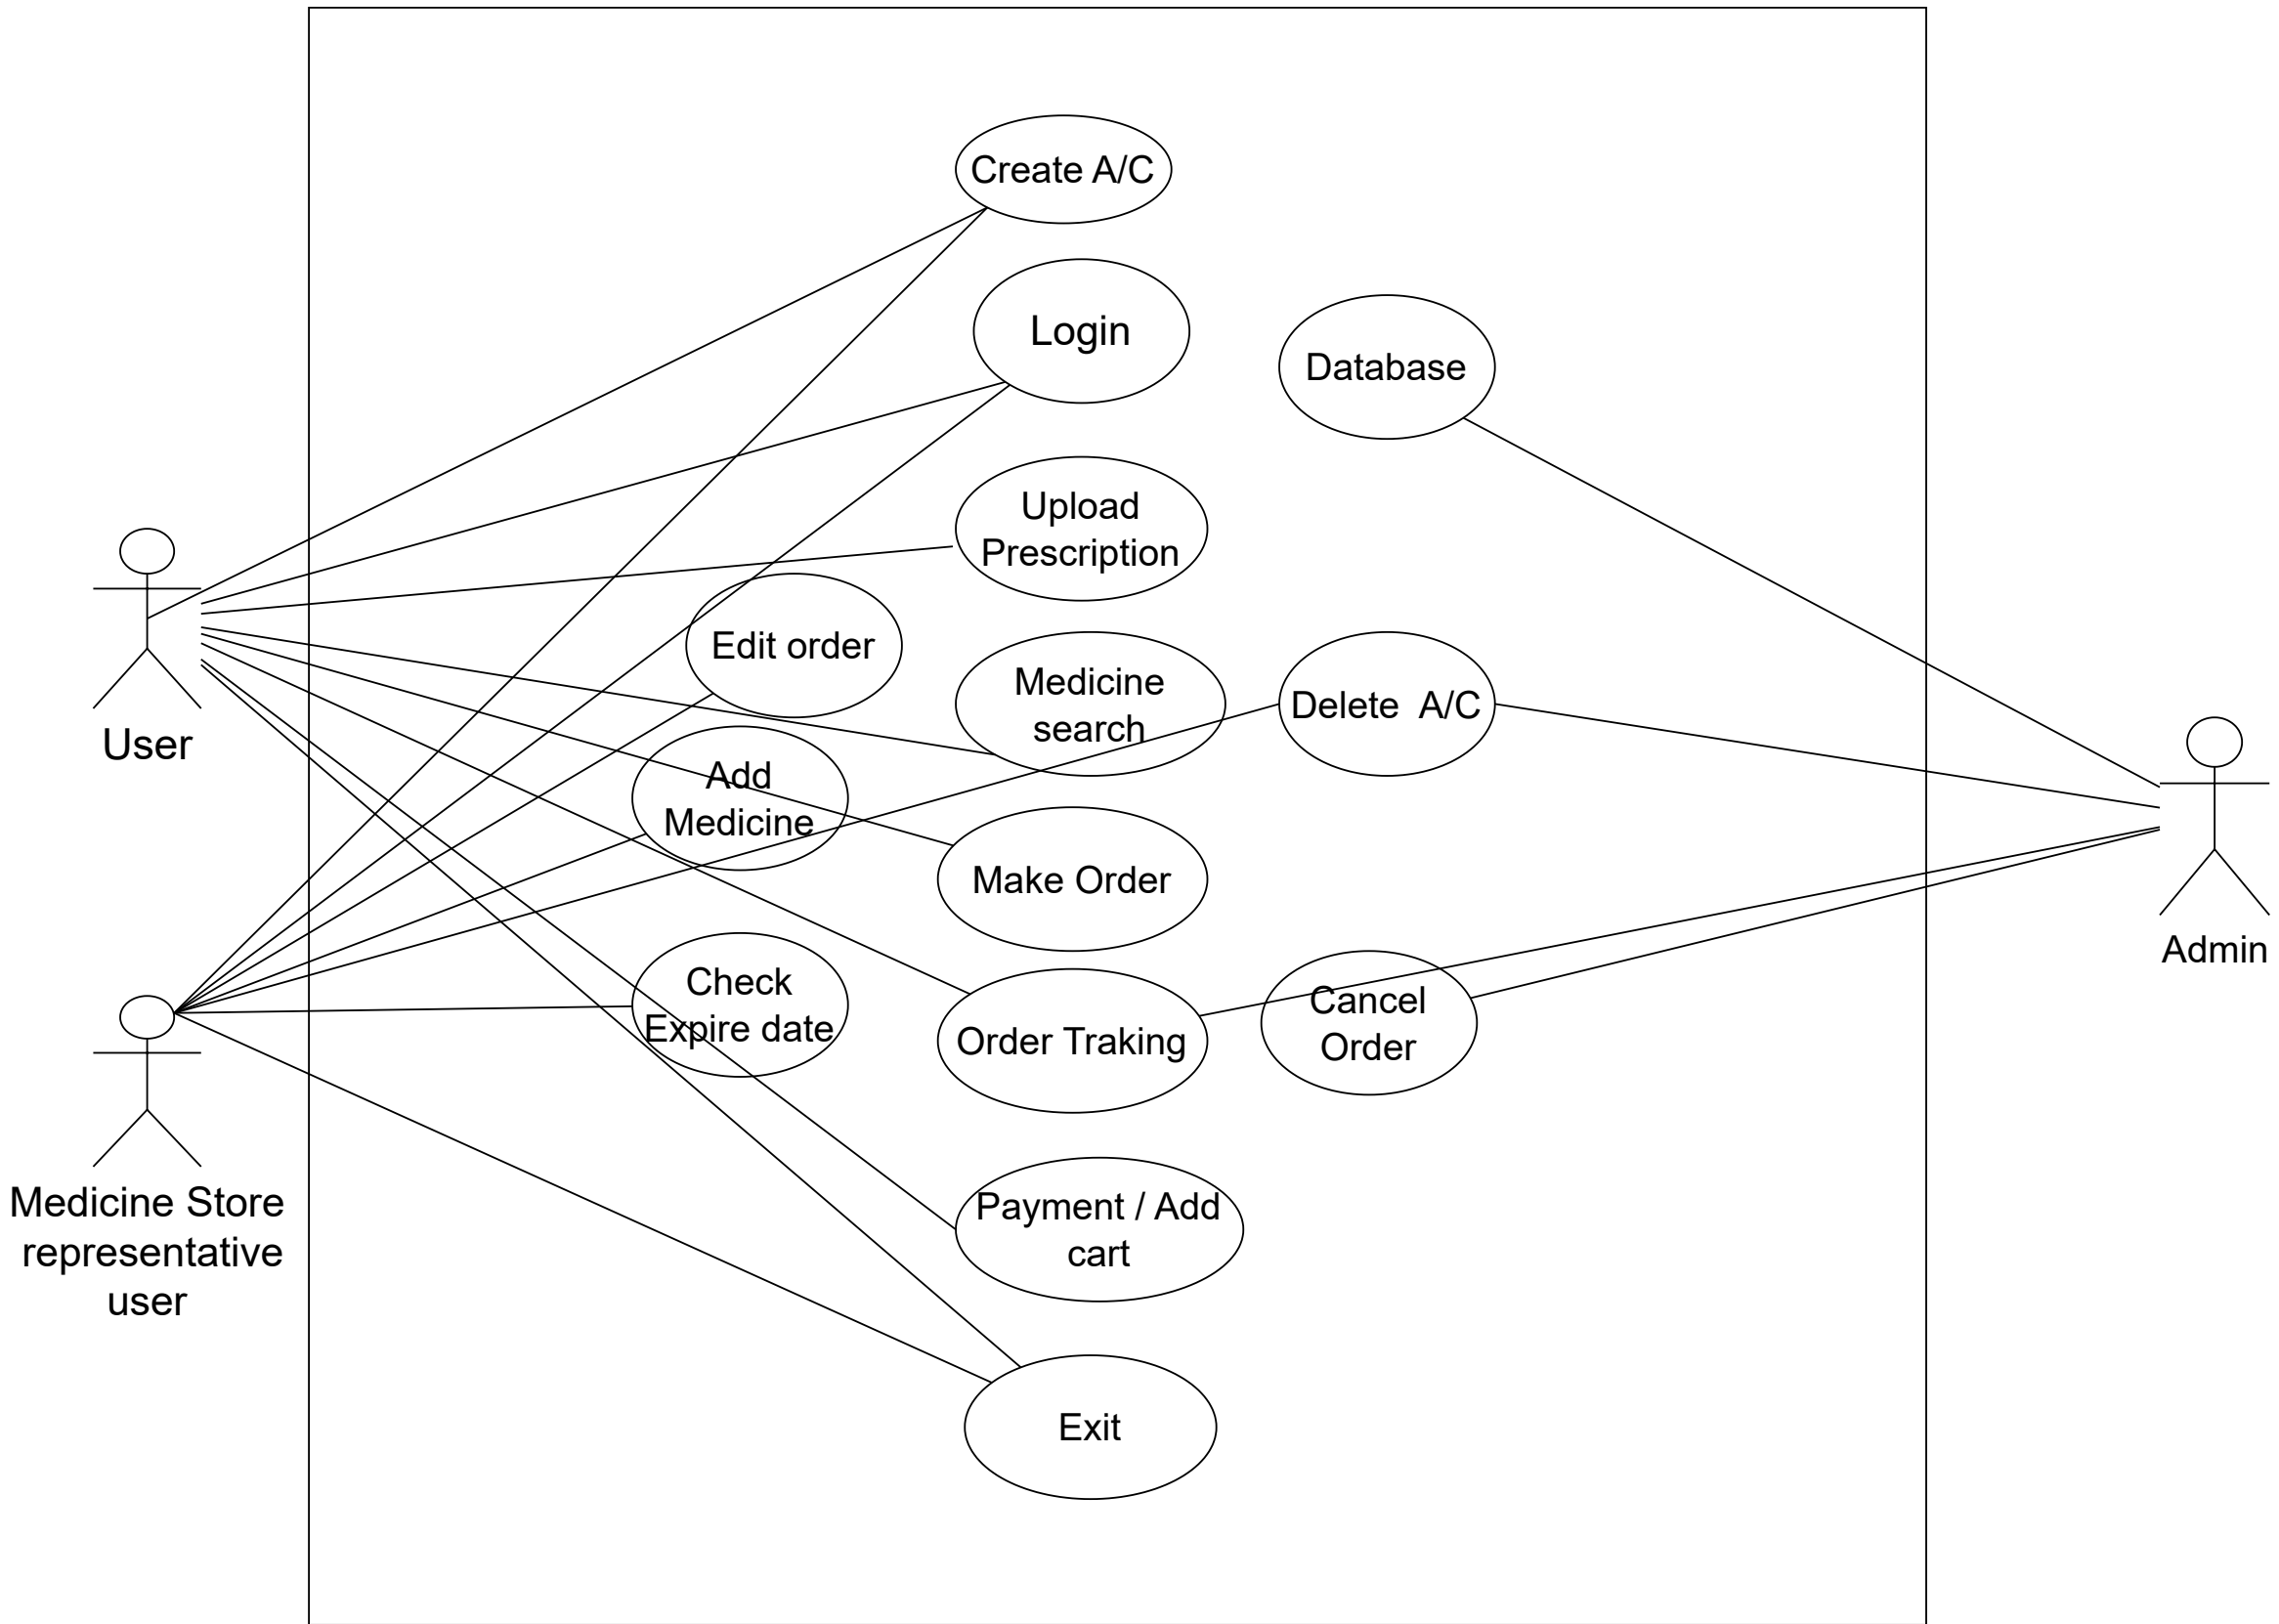 Create A/C
Login
Database
Upload
Prescription
Edit order
Medicine
search
Delete  A/C
User
Add
Medicine
Make Order
Admin
Check
Expire date
Order Traking
Cancel
Order
Medicine Store
representative
user
Payment / Add
cart
Exit